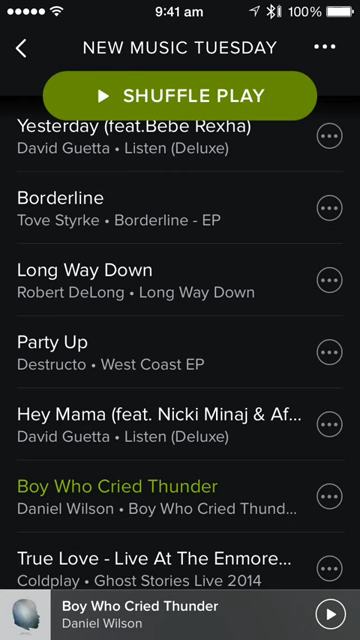 9:41 am
100%
NEW MUSIC TUESDAY
SHUFFLE PLAY
Yesterday (feat.Bebe Rexha)
David Guetta • Listen (Deluxe)
Borderline
Tove Styrke • Borderline - EP
Long Way Down
Robert DeLong • Long Way Down
Party Up
Destructo • West Coast EP
Hey Mama (feat. Nicki Minaj & Af...
David Guetta • Listen (Deluxe)
Boy Who Cried Thunder
Daniel Wilson • Boy Who Cried Thund...
True Love - Live At The Enmore...
Coldplay • Ghost Stories Live 2014
Boy Who Cried Thunder
Daniel Wilson